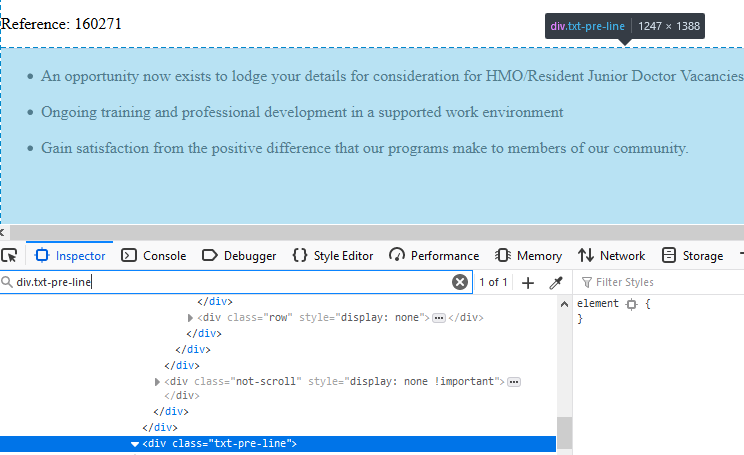 Reference: 160271
div.txt-pre-line | 1247 × 1388
• An opportunity now exists to lodge your details for consideration for HMO/Resident Junior Doctor Vacancies
• Ongoing training and professional development in a supported work environment
• Gain satisfaction from the positive difference that our programs make to members of our community.
Inspector Console Debugger Style Editor Performance Memory Network Storage
div.txt-pre-line 1 of 1 + Filter Styles
</div>
<div class="row" style="display: none">⋯</div>
</div>
</div>
</div>
<div class="not-scroll" style="display: none !important">⋯
</div>
</div>
</div>
<div class="txt-pre-line">
element {
}